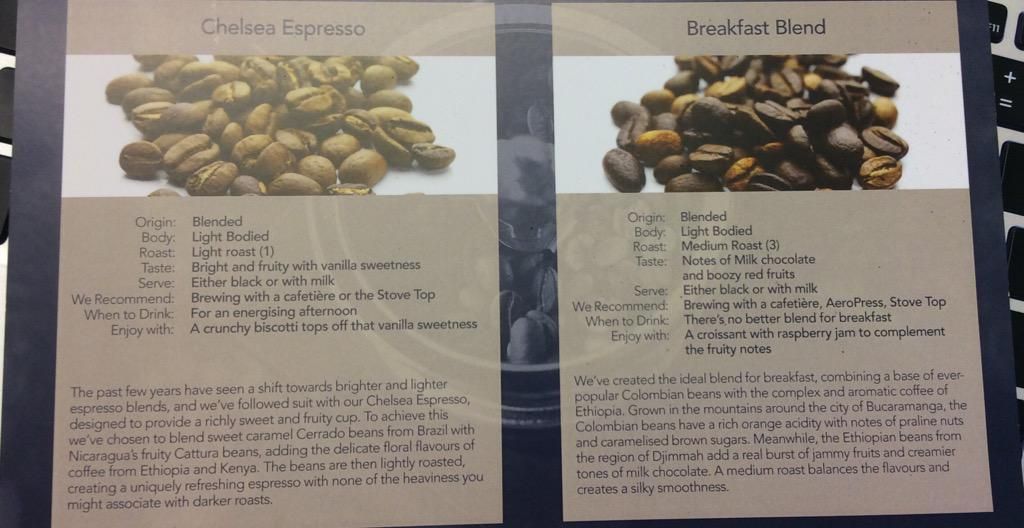 Chelsea Espresso
Origin: Blended
Body: Light Bodied
Roast: Light roast (1)
Taste: Bright and fruity with vanilla sweetness
Serve: Either black or with milk
We Recommend: Brewing with a cafetière or the Stove Top
When to Drink: For an energising afternoon
Enjoy with: A crunchy biscotti tops off that vanilla sweetness
The past few years have seen a shift towards brighter and lighter
espresso blends, and we've followed suit with our Chelsea Espresso,
designed to provide a richly sweet and fruity cup. To achieve this
we've chosen to blend sweet caramel Cerrado beans from Brazil with
Nicaragua's fruity Cattura beans, adding the delicate floral flavours of
coffee from Ethiopia and Kenya. The beans are then lightly roasted,
creating a uniquely refreshing espresso with none of the heaviness you
might associate with darker roasts.
Breakfast Blend
Origin: Blended
Body: Light Bodied
Roast: Medium Roast (3)
Taste: Notes of Milk chocolate
and boozy red fruits
Serve: Either black or with milk
We Recommend: Brewing with a cafetière, AeroPress, Stove Top
When to Drink: There's no better blend for breakfast
Enjoy with: A croissant with raspberry jam to complement
the fruity notes
We've created the ideal blend for breakfast, combining a base of ever-
popular Colombian beans with the complex and aromatic coffee of
Ethiopia. Grown in the mountains around the city of Bucaramanga, the
Colombian beans have a rich orange acidity with notes of praline nuts
and caramelised brown sugars. Meanwhile, the Ethiopian beans from
the region of Djimmah add a real burst of jammy fruits and creamier
tones of milk chocolate. A medium roast balances the flavours and
creates a silky smoothness.
F11
+
=